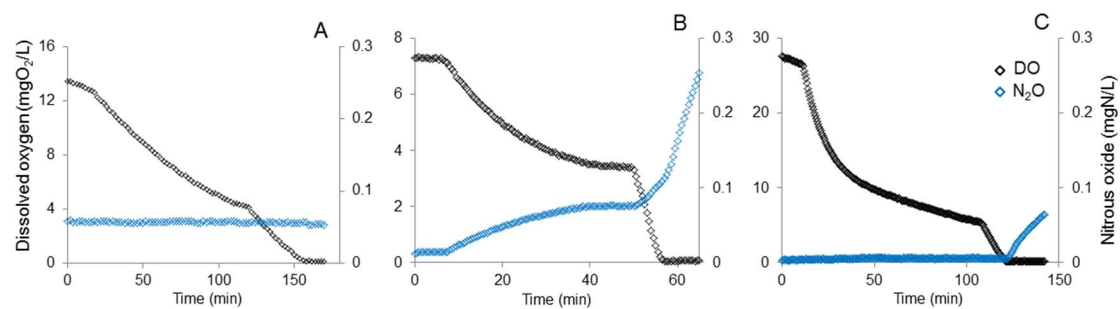 A
B
C
Dissolved oxygen (mgO₂/L)
16
12
8
4
0
0 50 100 150
Time (min)
0.3
0.2
0.1
0
8
6
4
2
0
0 20 40 60
Time (min)
0.3
0.2
0.1
0
30
20
10
0
0 50 100 150
Time (min)
DO
N₂O
0.3
0.2
0.1
0
Nitrous oxide (mgN/L)